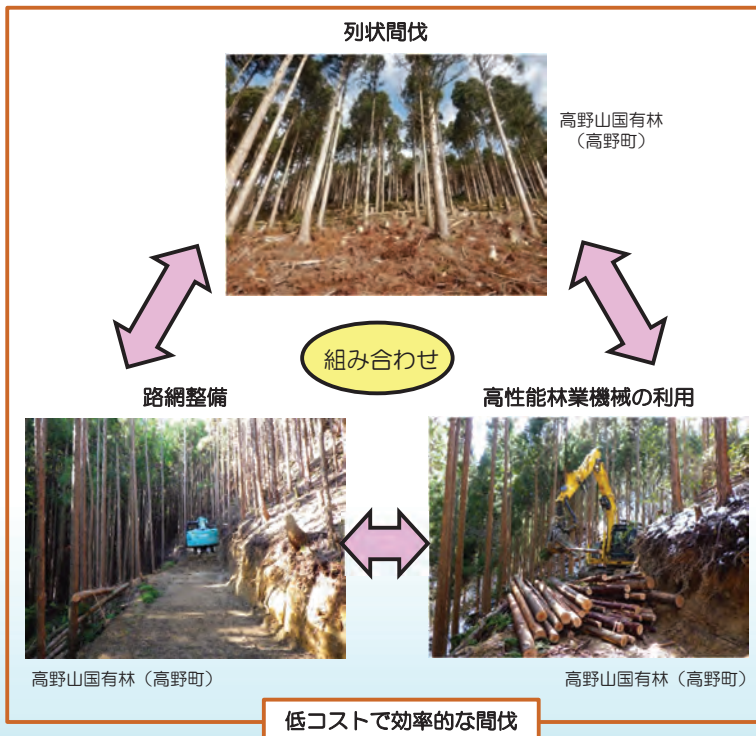 列状間伐
高野山国有林
（高野町）
組み合わせ
路網整備
高性能林業機械の利用
高野山国有林（高野町）
高野山国有林（高野町）
低コストで効率的な間伐